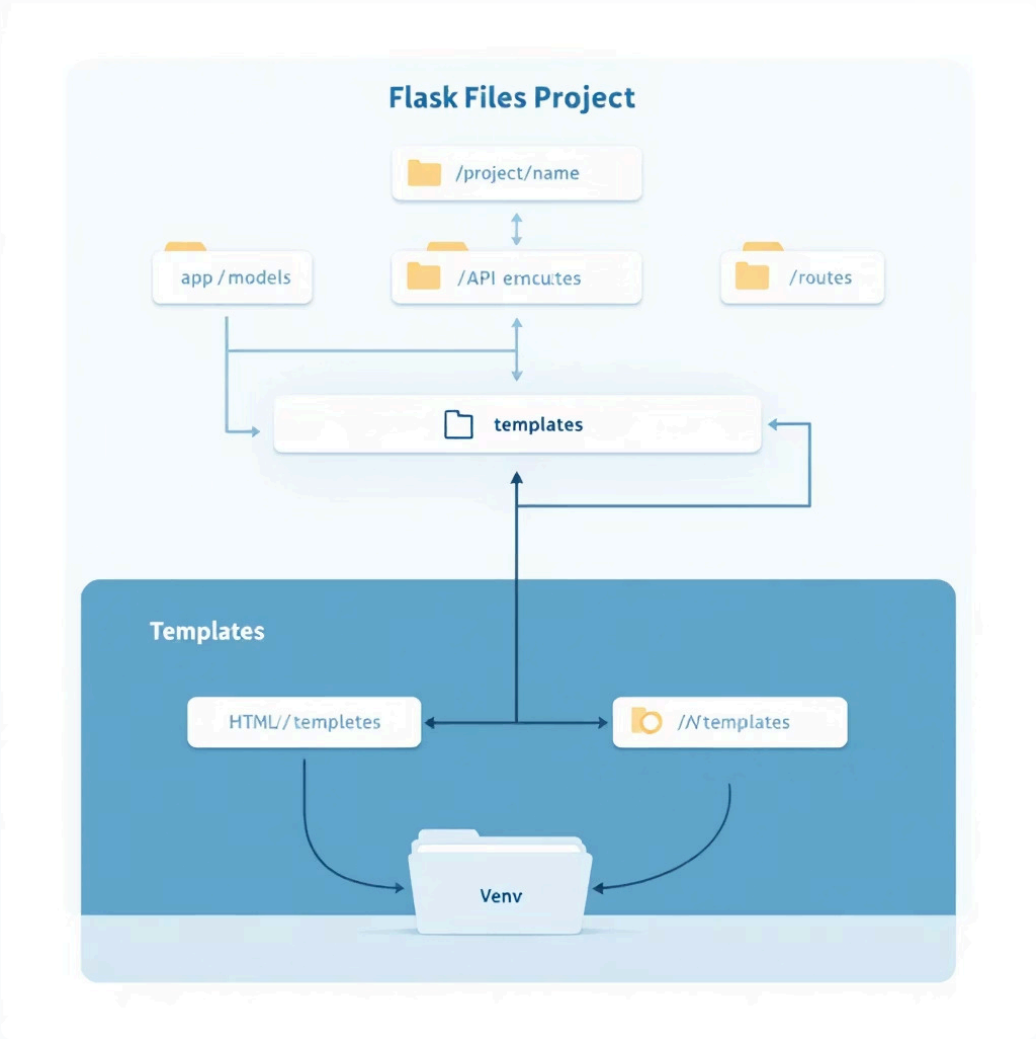 Flask Files Project
/project/name
app / models
/API emcutes
/routes
templates
Templates
HTML// templetes
//templates
Venv